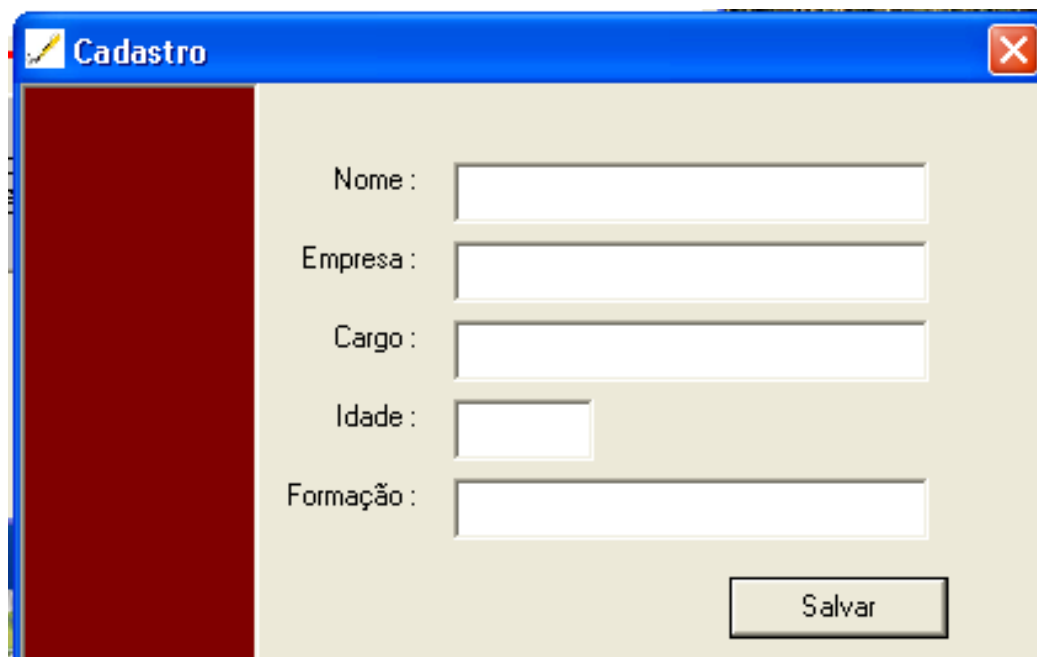 Cadastro
Nome :
Empresa :
Cargo :
Idade :
Formação :
Salvar